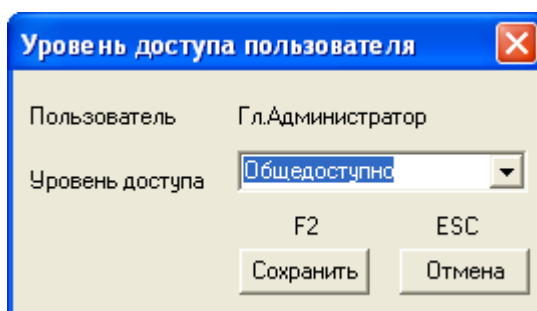 Уровень доступа пользователя
Пользователь Гл.Администратор
Уровень доступа Общедоступно
F2 ESC
Сохранить Отмена